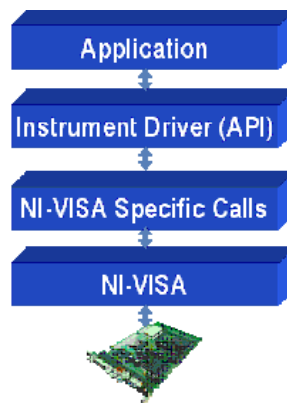 Application
Instrument Driver (API)
NI-VISA Specific Calls
NI-VISA